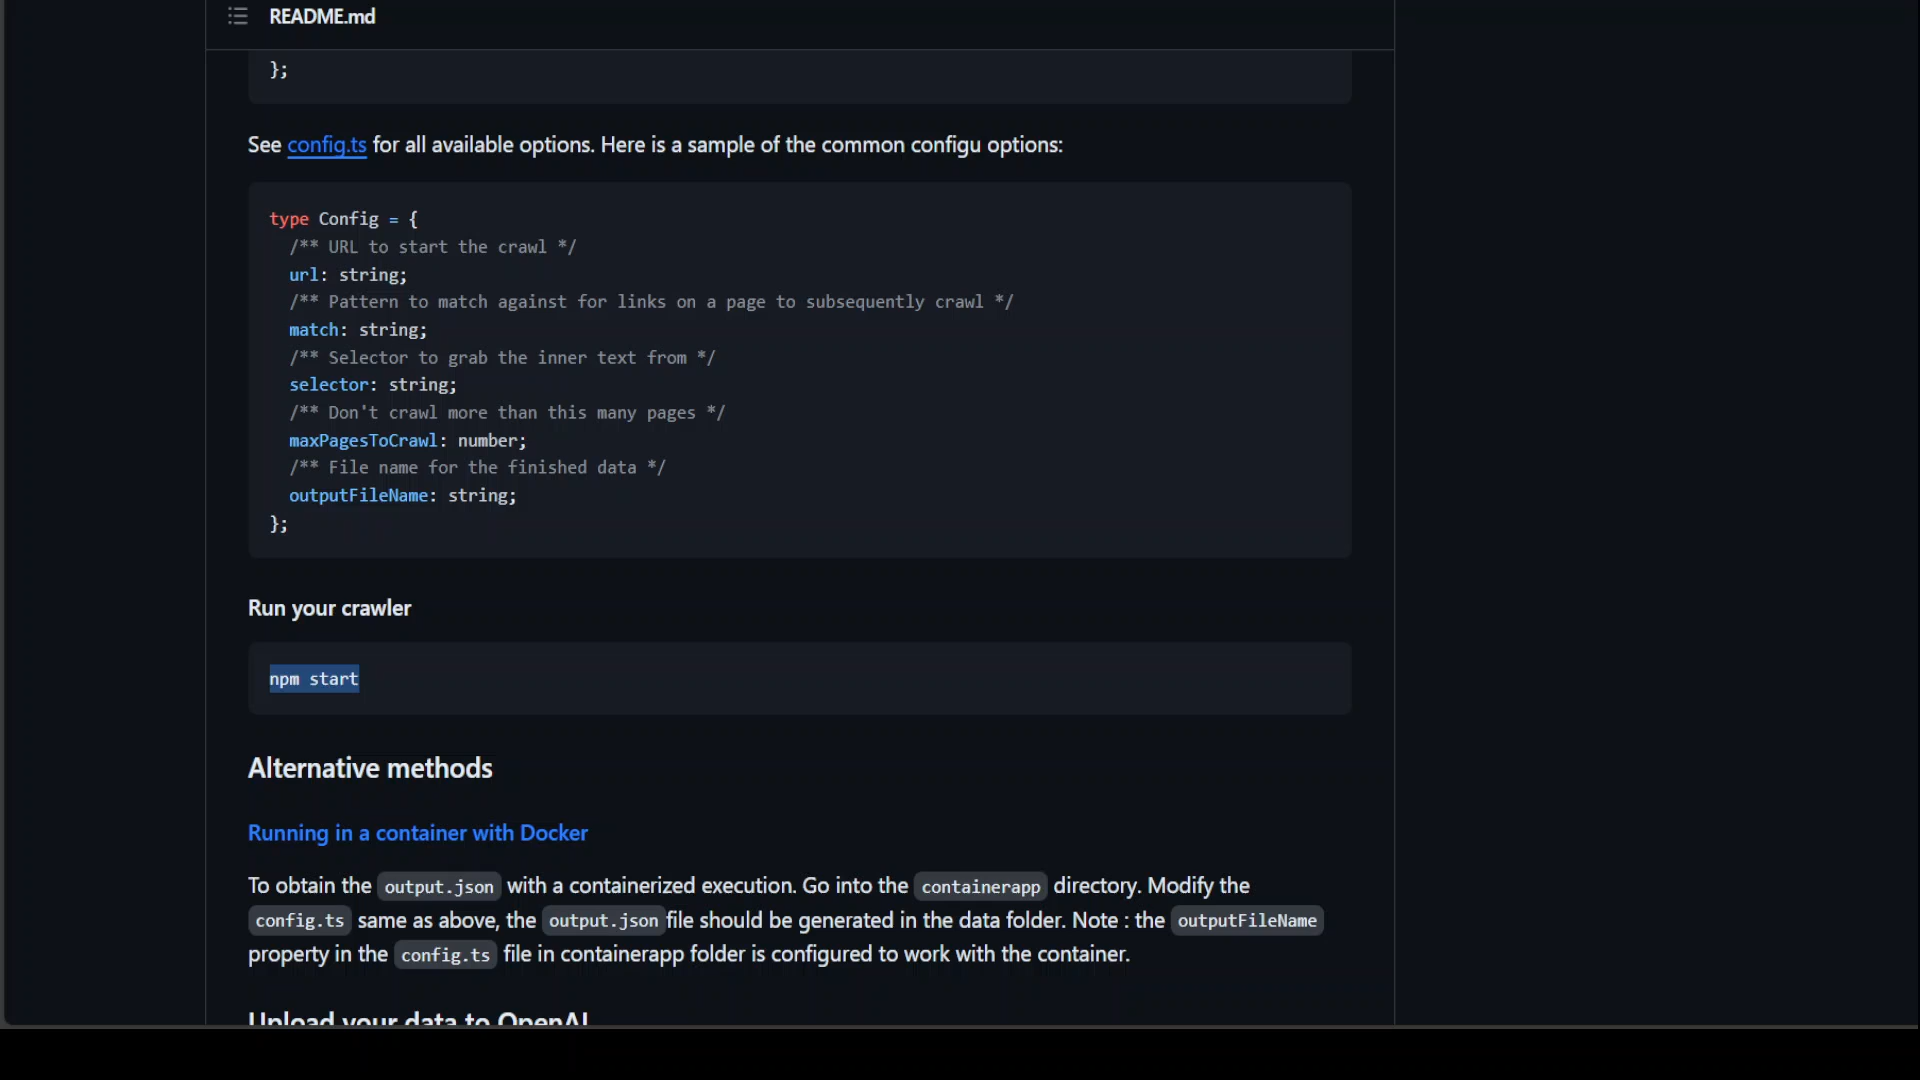 README.md
};
See config.ts for all available options. Here is a sample of the common configu options:
type Config = {
/** URL to start the crawl */
url: string;
/** Pattern to match against for links on a page to subsequently crawl */
match: string;
/** Selector to grab the inner text from */
selector: string;
/** Don't crawl more than this many pages */
maxPagesToCrawl: number;
/** File name for the finished data */
outputFileName: string;
};
Run your crawler
npm start
Alternative methods
Running in a container with Docker
To obtain the output.json with a containerized execution. Go into the containerapp directory. Modify the
config.ts same as above, the output.json file should be generated in the data folder. Note : the outputFileName
property in the config.ts file in containerapp folder is configured to work with the container.
Upload your data to OpenAI